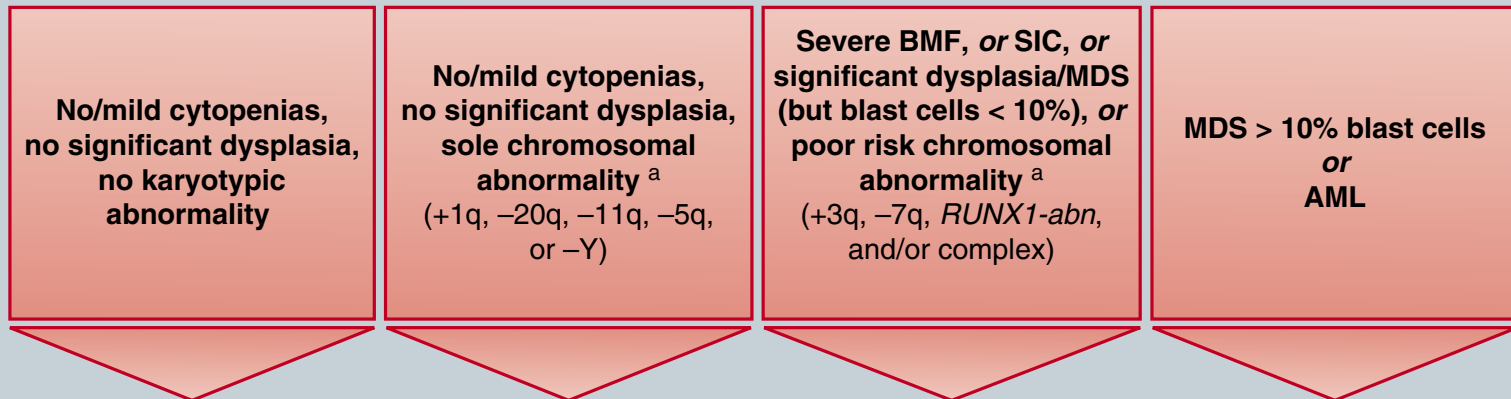 No/mild cytopenias,
no significant dysplasia,
no karyotypic
abnormality
No/mild cytopenias,
no significant dysplasia,
sole chromosomal
abnormality a
(+1q, –20q, –11q, –5q,
or –Y)
Severe BMF, or SIC, or
significant dysplasia/MDS
(but blast cells < 10%), or
poor risk chromosomal
abnormality a
(+3q, –7q, RUNX1-abn,
and/or complex)
MDS > 10% blast cells
or
AML